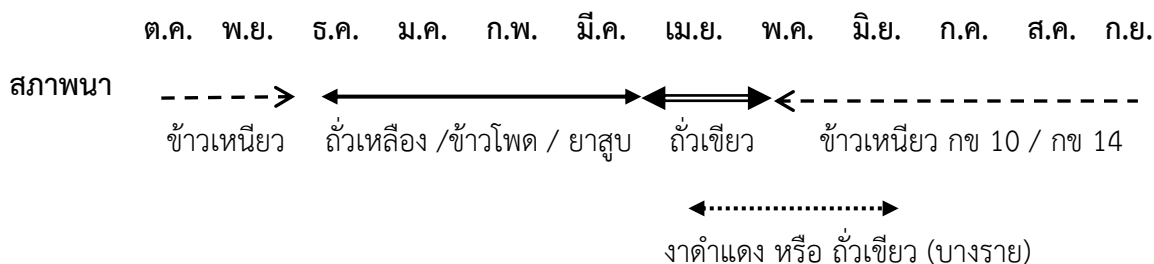 ต.ค. พ.ย. ธ.ค. ม.ค. ก.พ. มี.ค. เม.ย. พ.ค. มิ.ย. ก.ค. ส.ค. ก.ย.
สภาพนา
ข้าวเหนียว ถั่วเหลือง /ข้าวโพด / ยาสูบ ถั่วเขียว ข้าวเหนียว กข 10 / กข 14
งาดำแดง หรือ ถั่วเขียว (บางราย)